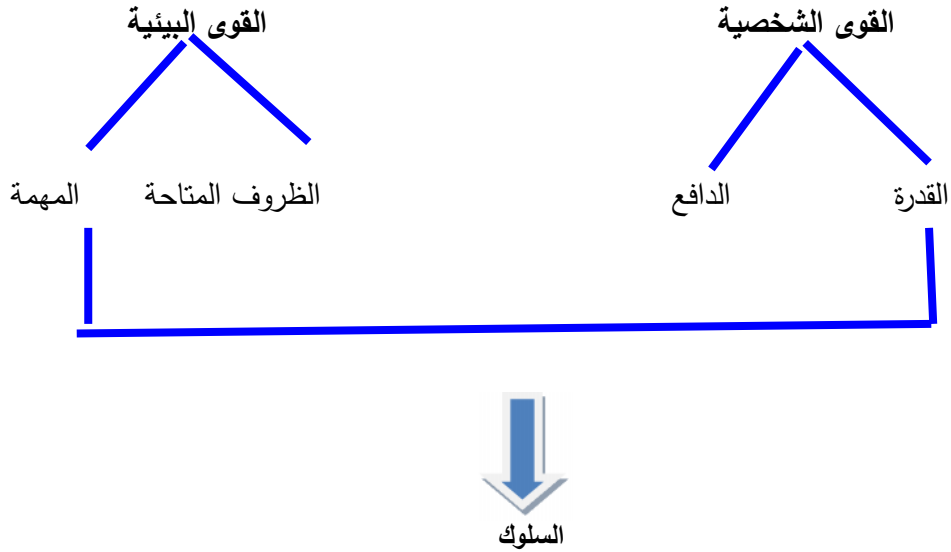 القوى الشخصية القوى البيئية
القدرة الدافع الظروف المتاحة المهمة
السلوك